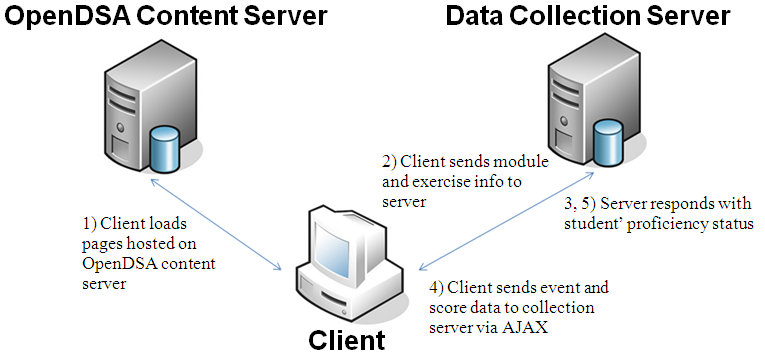 OpenDSA Content Server
Data Collection Server
1) Client loads
pages hosted on
OpenDSA content
server
2) Client sends module
and exercise info to
server
3, 5) Server responds with
student’ proficiency status
4) Client sends event and
score data to collection
server via AJAX
Client